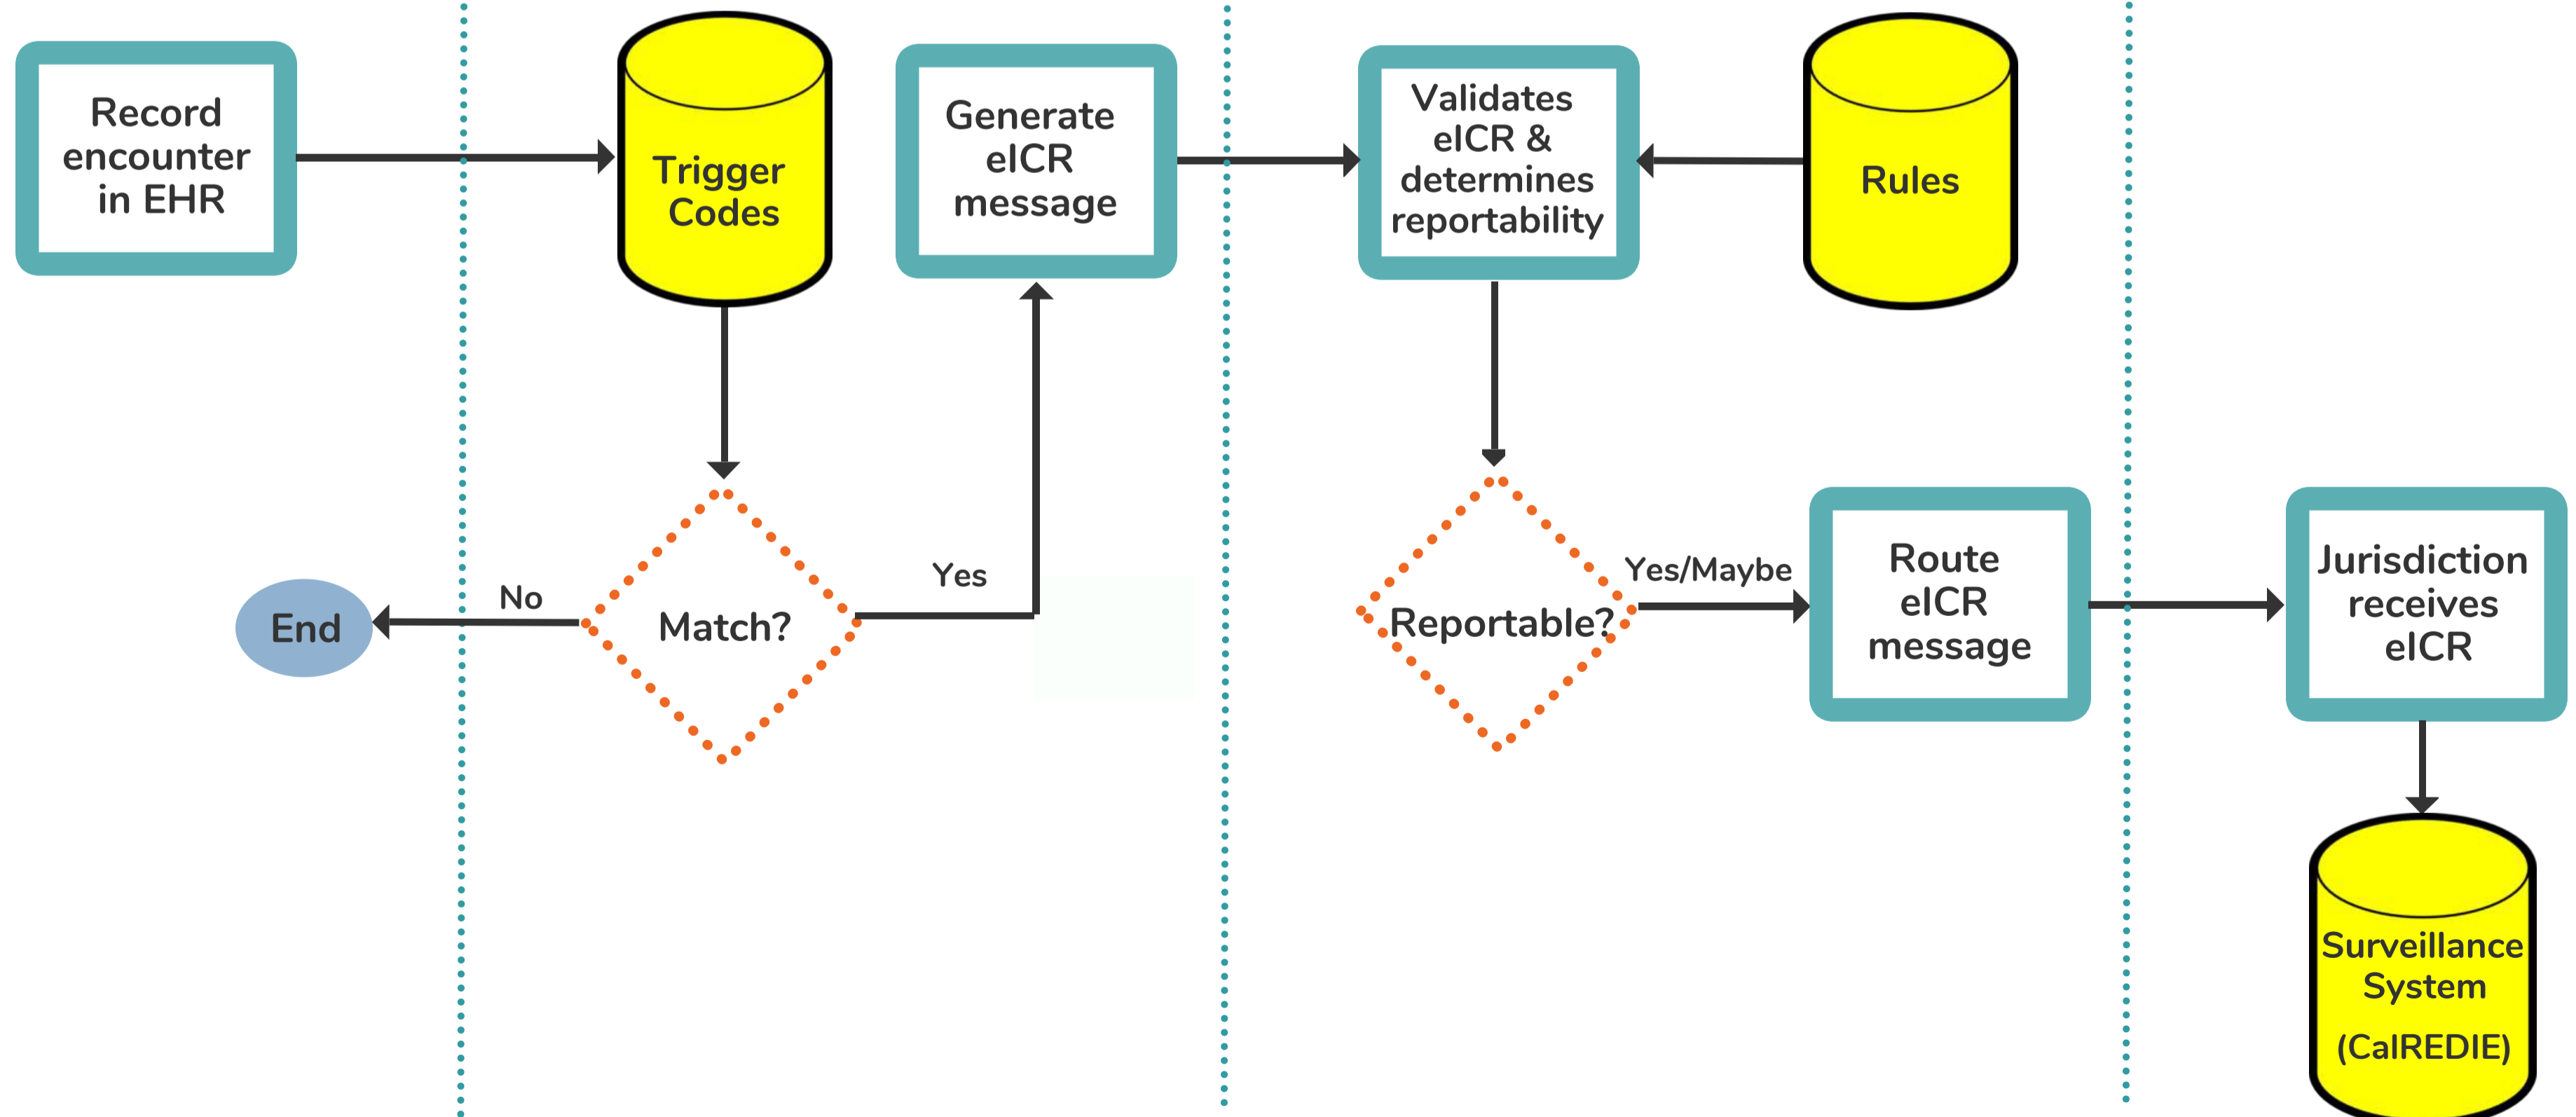 Record
encounter
in EHR
Trigger
Codes
Generate
eICR
message
Validates
eICR &
determines
reportability
Rules
End
No
Match?
Yes
Reportable?
Yes/Maybe
Route
eICR
message
Jurisdiction
receives
eICR
Surveillance
System
(CalREDIE)